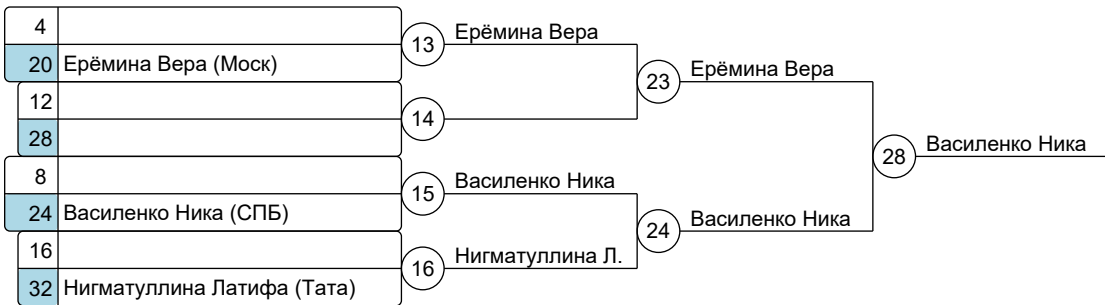 4
13 Ерёмина Вера
20 Ерёмина Вера (Моск)
23 Ерёмина Вера
12
14
28
28 Василенко Ника
8
15 Василенко Ника
24 Василенко Ника (СПБ)
24 Василенко Ника
16
16 Нигматуллина Л.
32 Нигматуллина Латифа (Тата)